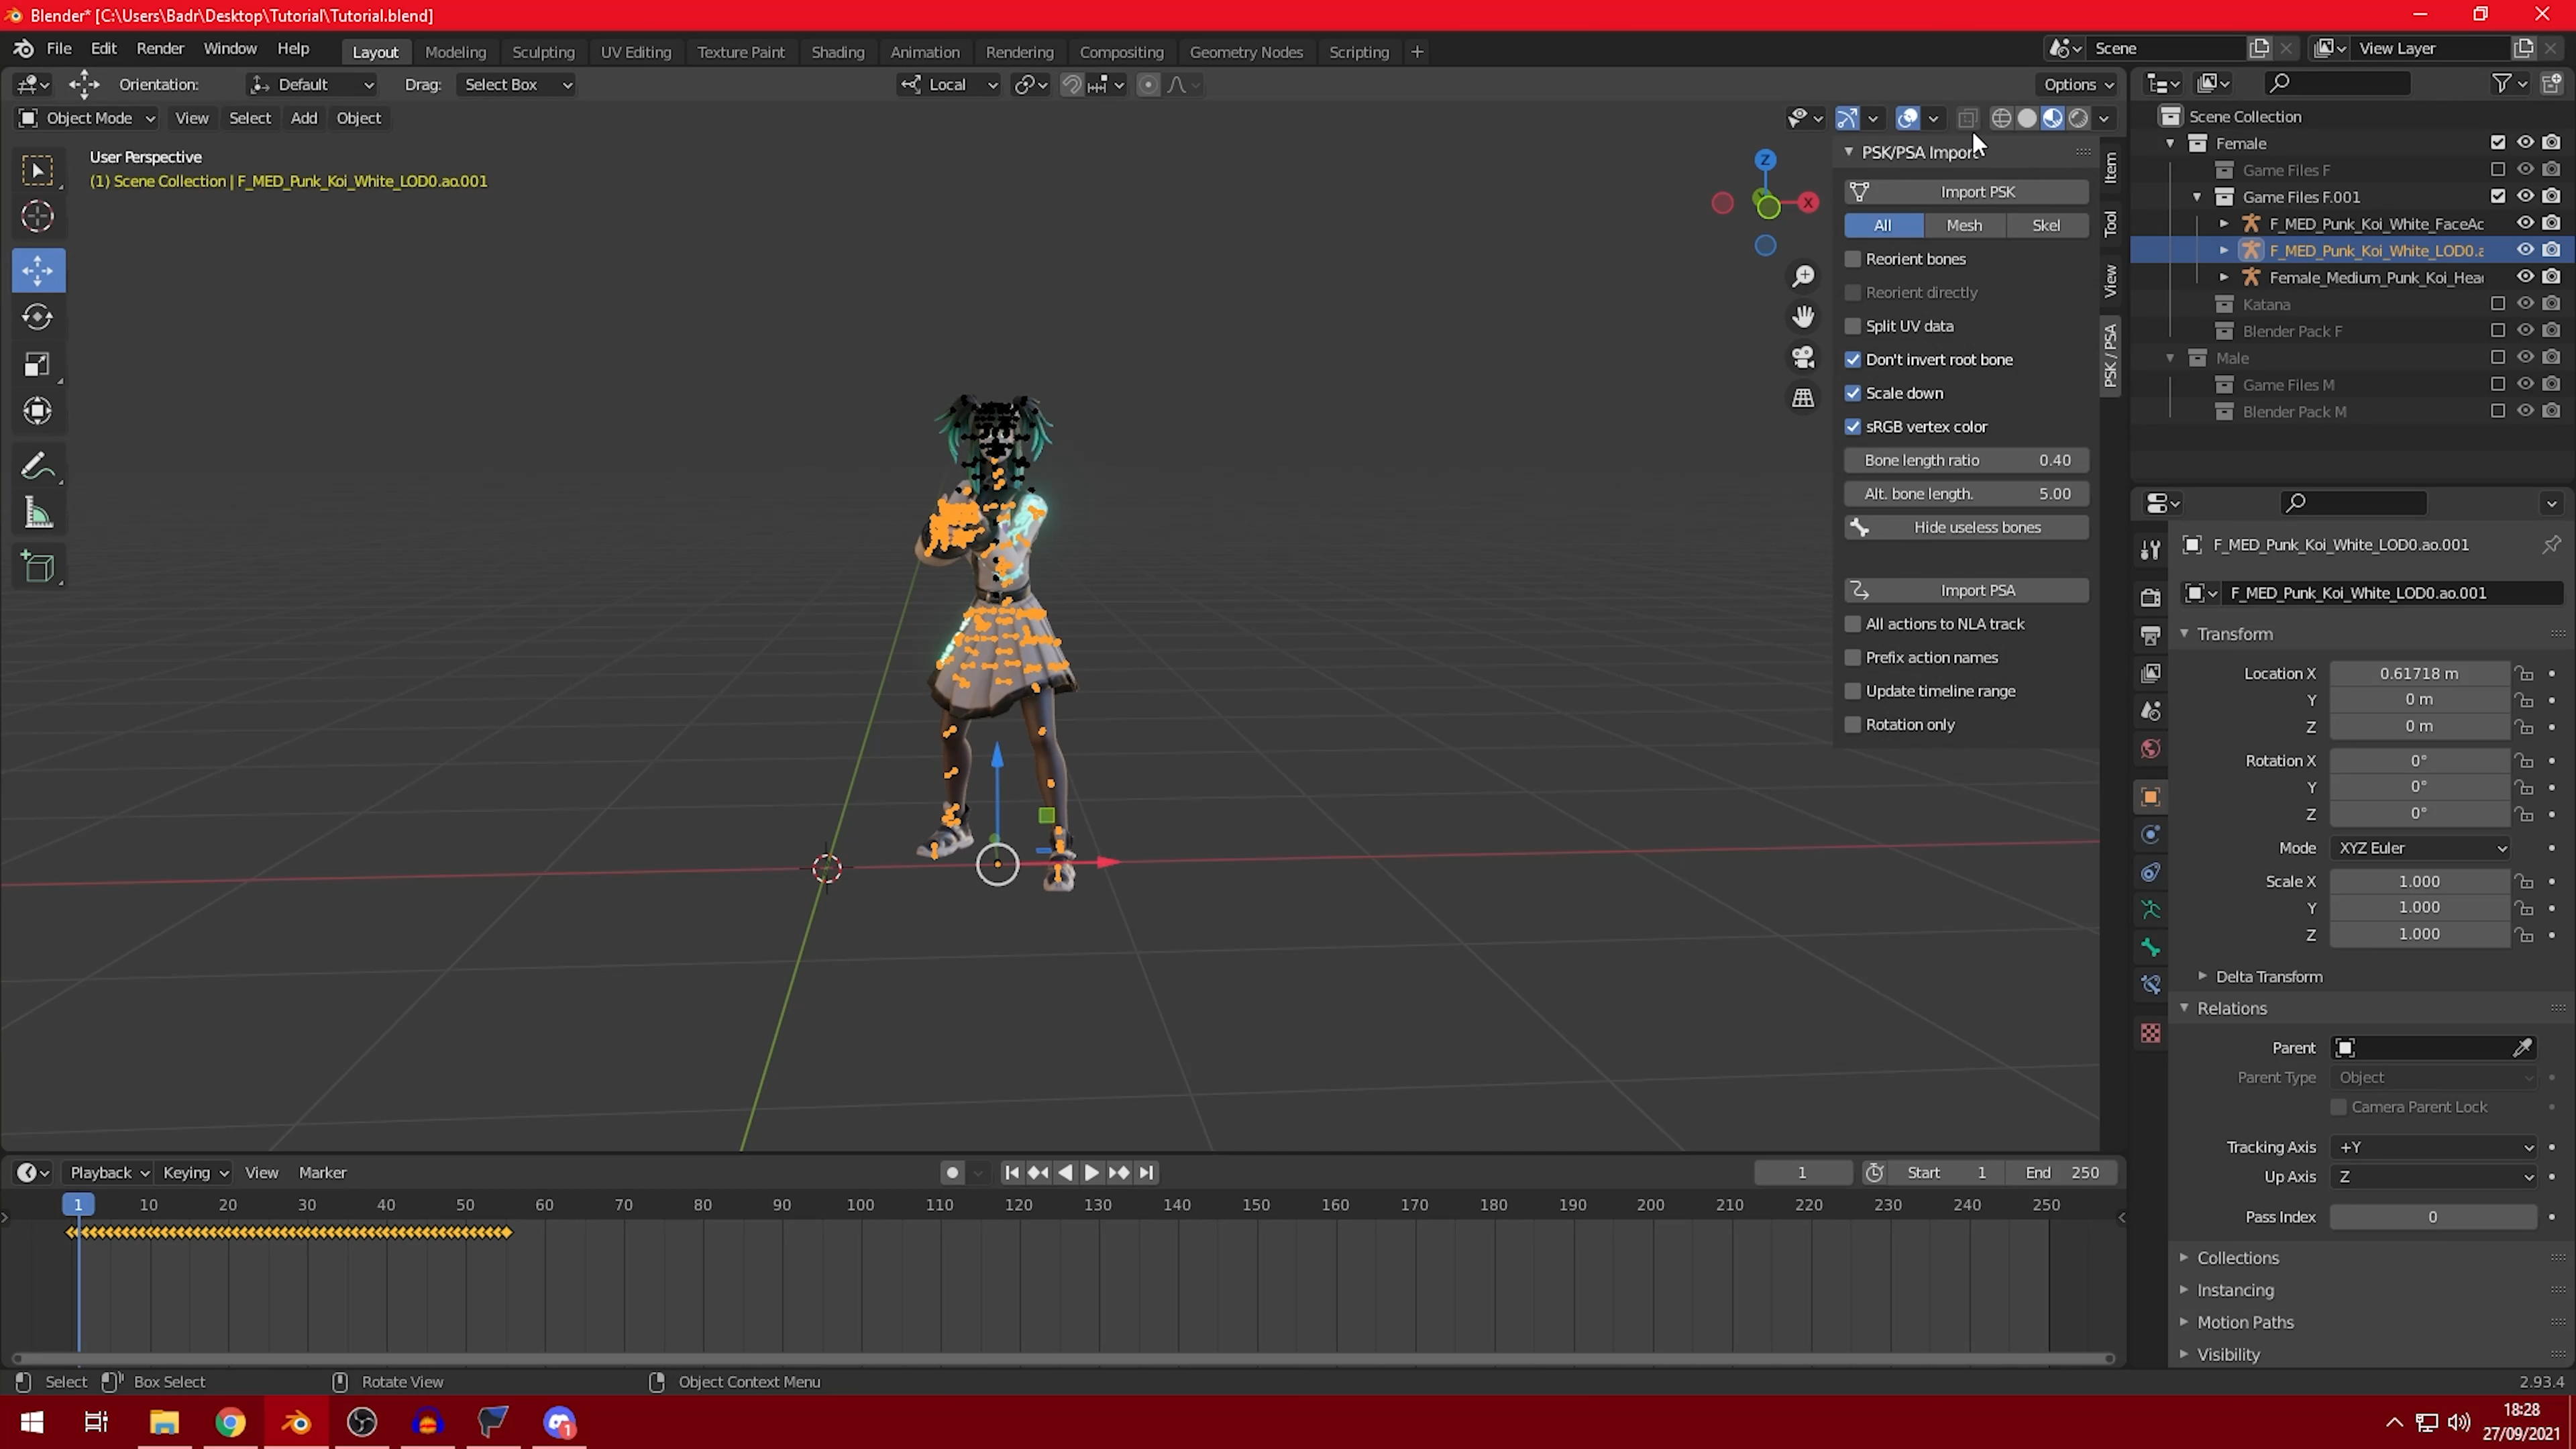 Blender* [C:\Users\Badr\Desktop\Tutorial\Tutorial.blend]
File Edit Render Window Help Layout Modeling Sculpting UV Editing Texture Paint Shading Animation Rendering Compositing Geometry Nodes Scripting + Scene View Layer
Orientation: Default Drag: Select Box Local Options
Object Mode View Select Add Object
User Perspective
(1) Scene Collection | F_MED_Punk_Koi_White_LOD0.ao.001
Z
X
Y
PSK/PSA Import
Import PSK
All Mesh Skel
Reorient bones
Reorient directly
Split UV data
Don't invert root bone
Scale down
sRGB vertex color
Bone length ratio 0.40
Alt. bone length. 5.00
Hide useless bones
Import PSA
All actions to NLA track
Prefix action names
Update timeline range
Rotation only
Item
Tool
View
PSK / PSA
Scene Collection
Female
Game Files F
Game Files F.001
F_MED_Punk_Koi_White_FaceAc
F_MED_Punk_Koi_White_LOD0.a
Female_Medium_Punk_Koi_Head
Katana
Blender Pack F
Male
Game Files M
Blender Pack M
F_MED_Punk_Koi_White_LOD0.ao.001
F_MED_Punk_Koi_White_LOD0.ao.001
Transform
Location X 0.61718 m
Y 0 m
Z 0 m
Rotation X 0°
Y 0°
Z 0°
Mode XYZ Euler
Scale X 1.000
Y 1.000
Z 1.000
Delta Transform
Relations
Parent
Parent Type Object
Camera Parent Lock
Tracking Axis +Y
Up Axis Z
Pass Index 0
Collections
Instancing
Motion Paths
Visibility
Playback Keying View Marker 1 Start 1 End 250
1 10 20 30 40 50 60 70 80 90 100 110 120 130 140 150 160 170 180 190 200 210 220 230 240 250
Select Box Select Rotate View Object Context Menu 2.93.4
1
18:28
27/09/2021